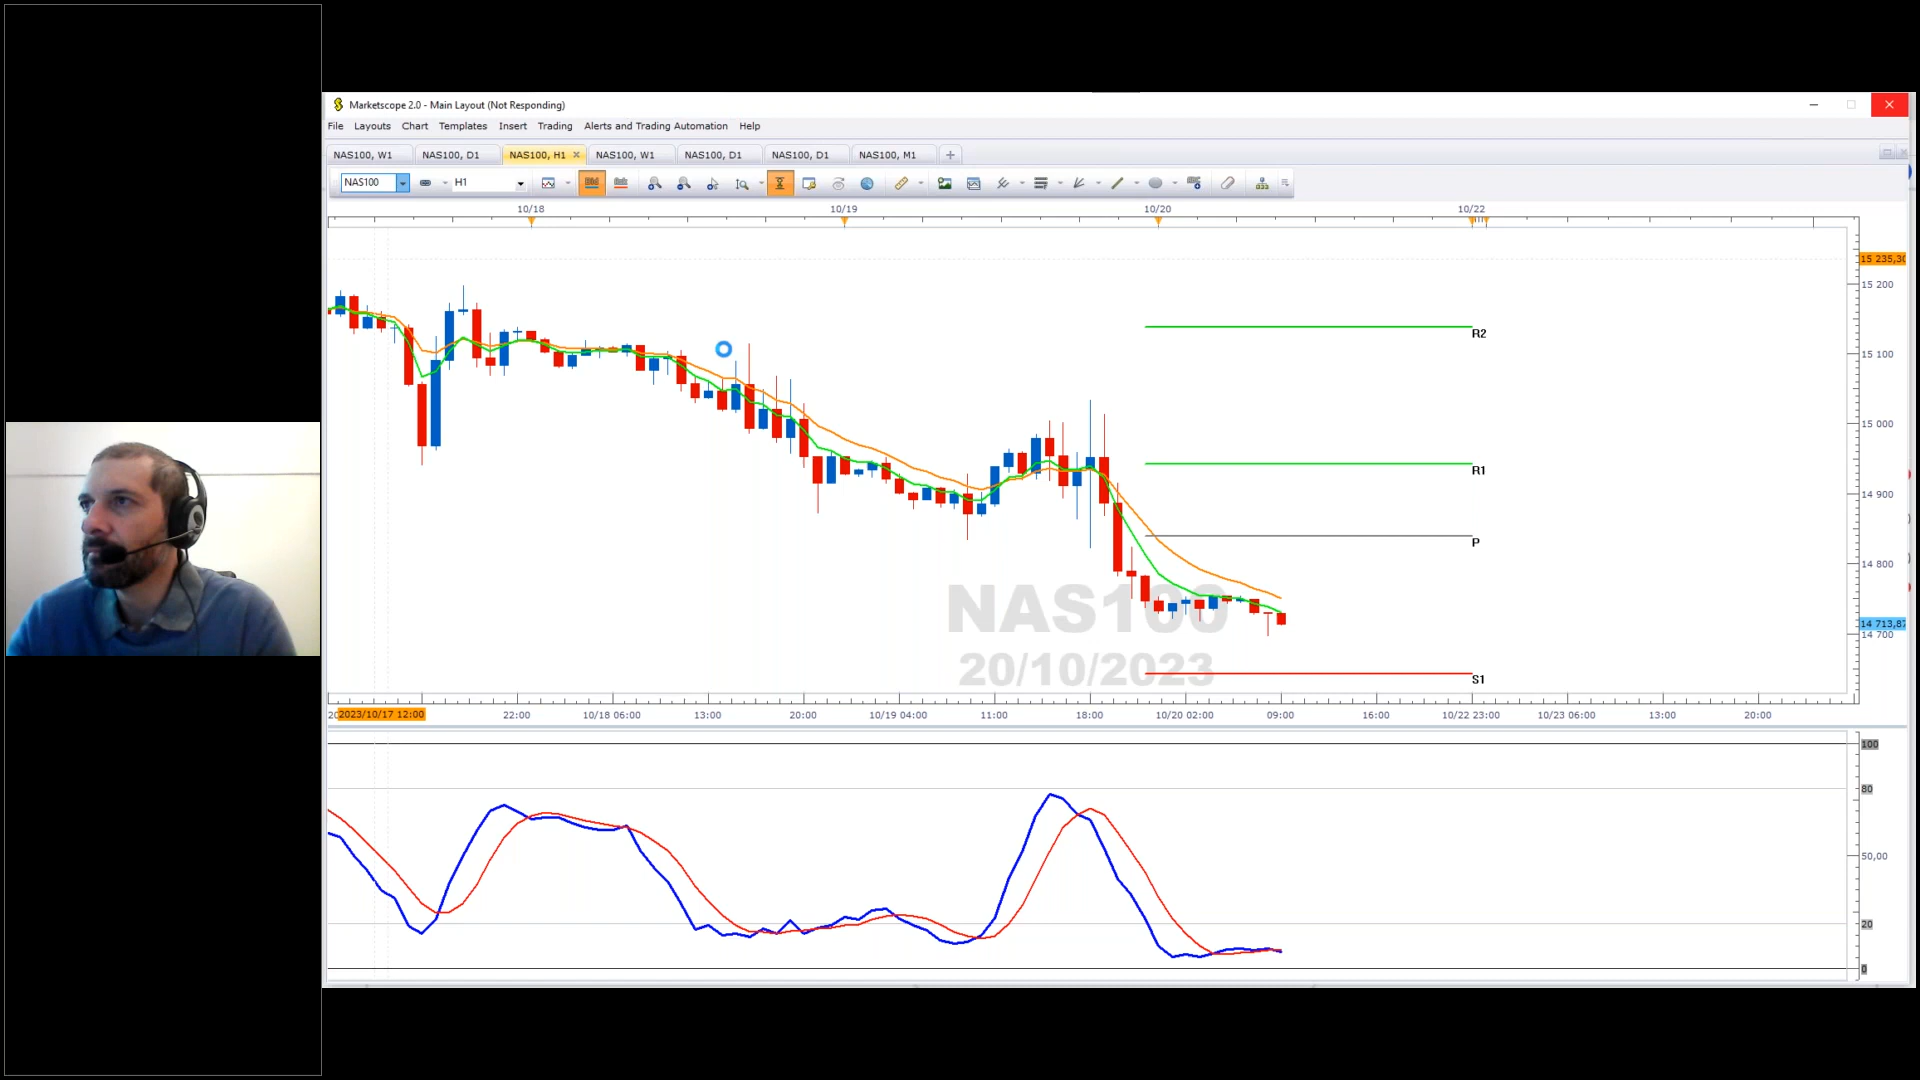 Marketscope 2.0 - Main Layout (Not Responding)
File Layouts Chart Templates Insert Trading Alerts and Trading Automation Help
NAS100, W1 NAS100, D1 NAS100, H1 NAS100, W1 NAS100, D1 NAS100, D1 NAS100, M1
NAS100 H1
10/18 10/19 10/20 10/22
15 235,30
15 200
R2
15 100
15 000
R1
14 900
P
14 800
NAS100
14 713,87
14 700
20/10/2023
S1
2023/10/17 12:00 22:00 10/18 06:00 13:00 20:00 10/19 04:00 11:00 18:00 10/20 02:00 09:00 16:00 10/22 23:00 10/23 06:00 13:00 20:00
100
80
50,00
20
0